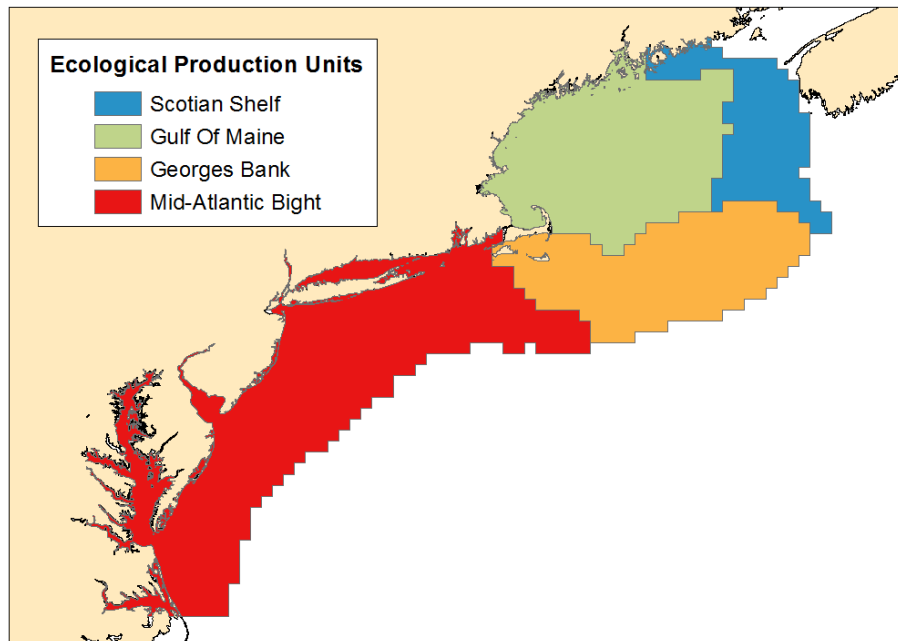 Ecological Production Units
Scotian Shelf
Gulf Of Maine
Georges Bank
Mid-Atlantic Bight